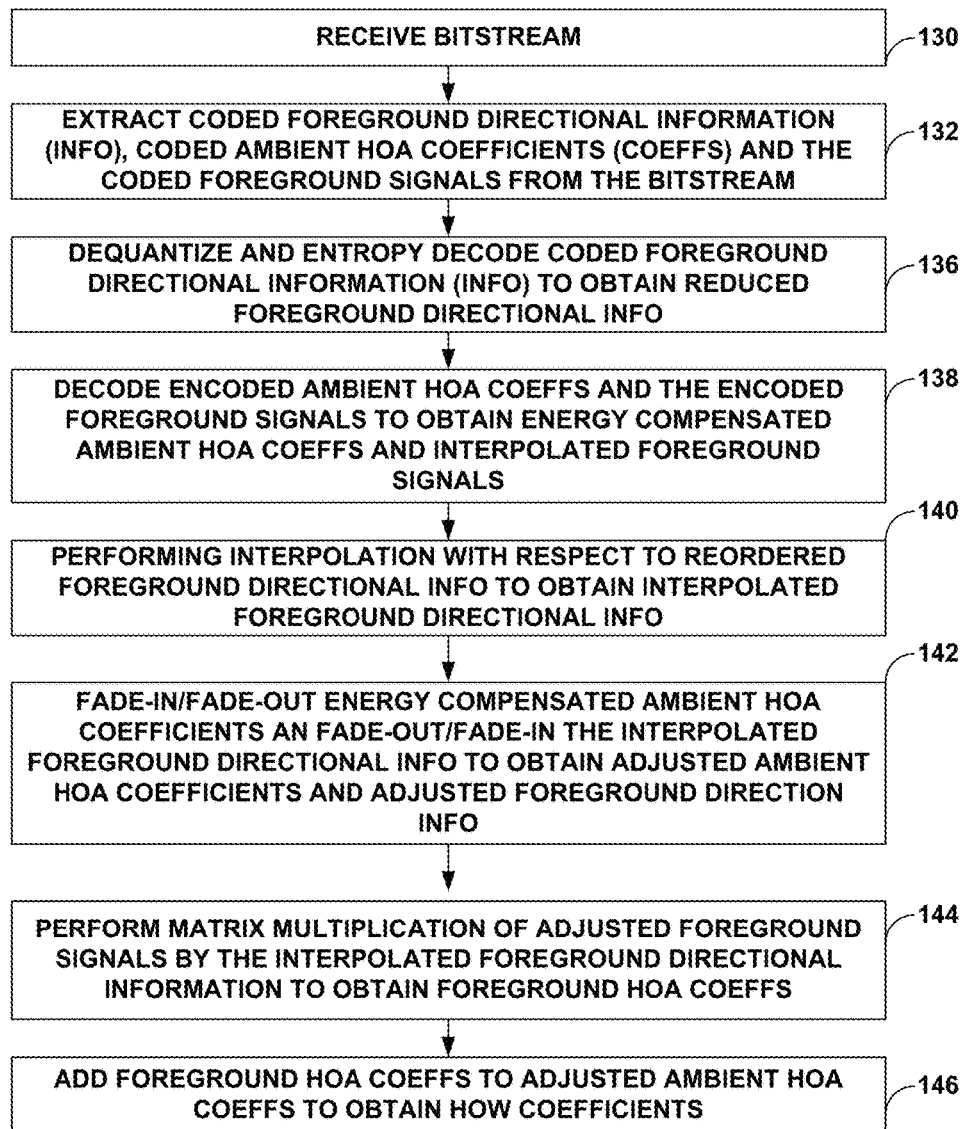 RECEIVE BITSTREAM
130
EXTRACT CODED FOREGROUND DIRECTIONAL INFORMATION
(INFO), CODED AMBIENT HOA COEFFICIENTS (COEFFS) AND THE
CODED FOREGROUND SIGNALS FROM THE BITSTREAM
132
DEQUANTIZE AND ENTROPY DECODE CODED FOREGROUND
DIRECTIONAL INFORMATION (INFO) TO OBTAIN REDUCED
FOREGROUND DIRECTIONAL INFO
136
DECODE ENCODED AMBIENT HOA COEFFS AND THE ENCODED
FOREGROUND SIGNALS TO OBTAIN ENERGY COMPENSATED
AMBIENT HOA COEFFS AND INTERPOLATED FOREGROUND
SIGNALS
138
PERFORMING INTERPOLATION WITH RESPECT TO REORDERED
FOREGROUND DIRECTIONAL INFO TO OBTAIN INTERPOLATED
FOREGROUND DIRECTIONAL INFO
140
FADE-IN/FADE-OUT ENERGY COMPENSATED AMBIENT HOA
COEFFICIENTS AN FADE-OUT/FADE-IN THE INTERPOLATED
FOREGROUND DIRECTIONAL INFO TO OBTAIN ADJUSTED AMBIENT
HOA COEFFICIENTS AND ADJUSTED FOREGROUND DIRECTION
INFO
142
PERFORM MATRIX MULTIPLICATION OF ADJUSTED FOREGROUND
SIGNALS BY THE INTERPOLATED FOREGROUND DIRECTIONAL
INFORMATION TO OBTAIN FOREGROUND HOA COEFFS
144
ADD FOREGROUND HOA COEFFS TO ADJUSTED AMBIENT HOA
COEFFS TO OBTAIN HOW COEFFICIENTS
146